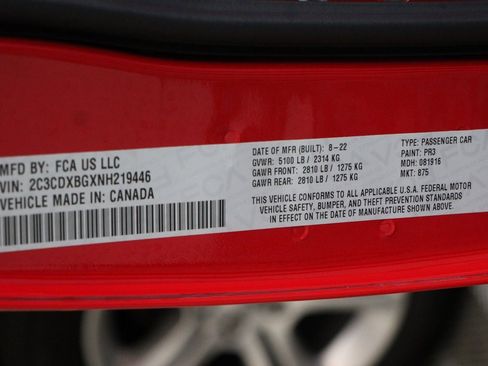 MFD BY: FCA US LLC
VIN: 2C3CDXBGXNH219446
VEHICLE MADE IN: CANADA
DATE OF MFR (BUILT): 8-22
GVWR: 5100 LB / 2314 KG
GAWR FRONT: 2810 LB / 1275 KG
GAWR REAR: 2810 LB / 1275 KG
TYPE: PASSENGER CAR
PAINT: PR3
MDH: 081916
MKT: 875
THIS VEHICLE CONFORMS TO ALL APPLICABLE U.S.A. FEDERAL MOTOR
VEHICLE SAFETY, BUMPER, AND THEFT PREVENTION STANDARDS
IN EFFECT ON THE DATE OF MANUFACTURE SHOWN ABOVE.